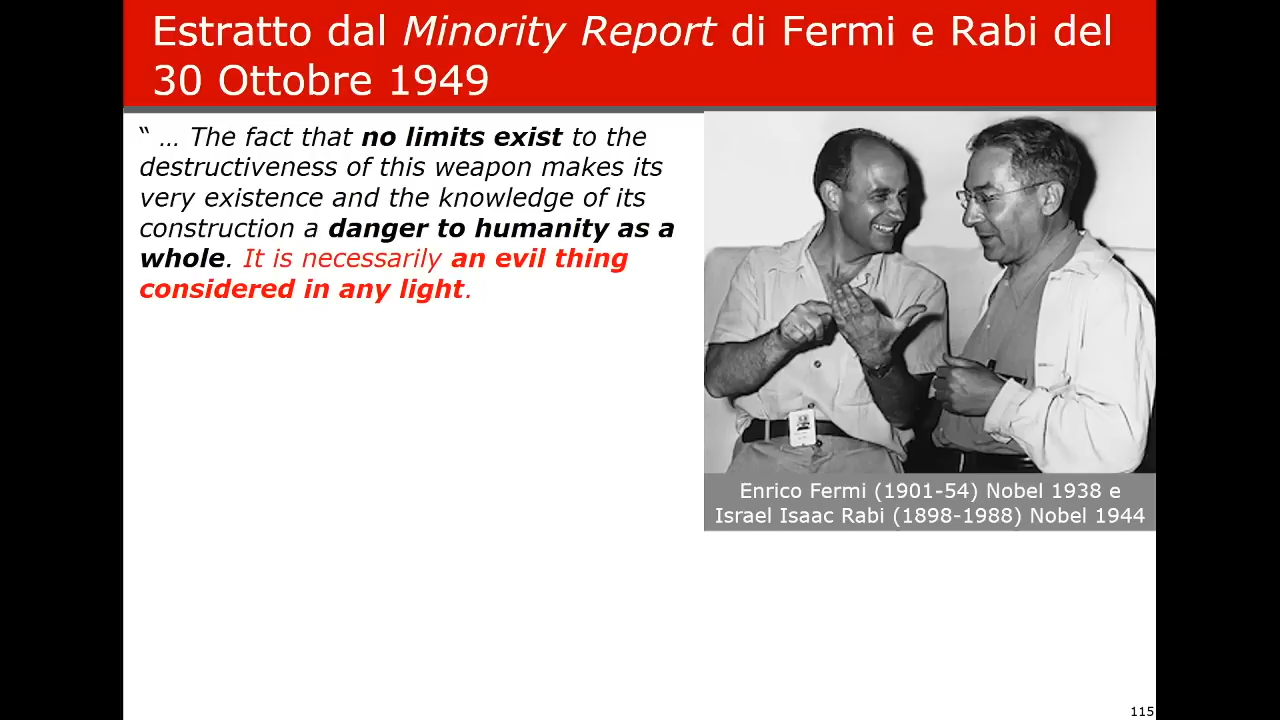 Estratto dal Minority Report di Fermi e Rabi del
30 Ottobre 1949
“ … The fact that no limits exist to the
destructiveness of this weapon makes its
very existence and the knowledge of its
construction a danger to humanity as a
whole. It is necessarily an evil thing
considered in any light.
Enrico Fermi (1901-54) Nobel 1938 e
Israel Isaac Rabi (1898-1988) Nobel 1944
115